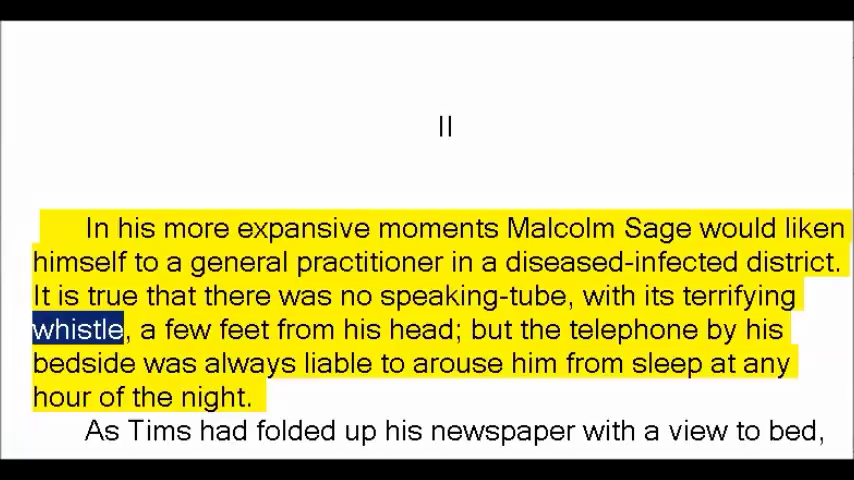 II
In his more expansive moments Malcolm Sage would liken
himself to a general practitioner in a diseased-infected district.
It is true that there was no speaking-tube, with its terrifying
whistle, a few feet from his head; but the telephone by his
bedside was always liable to arouse him from sleep at any
hour of the night.
As Tims had folded up his newspaper with a view to bed,